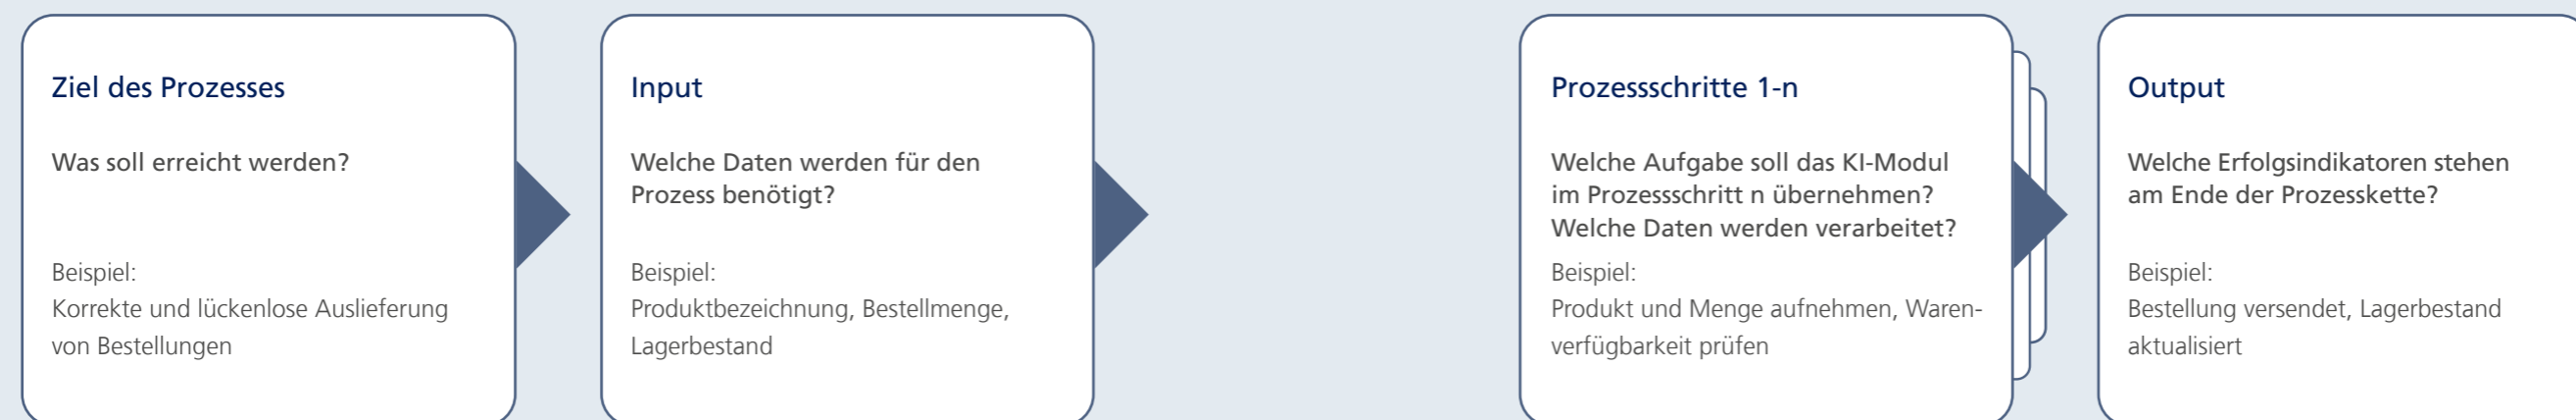 Ziel des Prozesses
Was soll erreicht werden?
Beispiel:
Korrekte und lückenlose Auslieferung
von Bestellungen
Input
Welche Daten werden für den
Prozess benötigt?
Beispiel:
Produktbezeichnung, Bestellmenge,
Lagerbestand
Prozessschritte 1-n
Welche Aufgabe soll das KI-Modul
im Prozessschritt n übernehmen?
Welche Daten werden verarbeitet?
Beispiel:
Produkt und Menge aufnehmen, Waren-
verfügbarkeit prüfen
Output
Welche Erfolgsindikatoren stehen
am Ende der Prozesskette?
Beispiel:
Bestellung versendet, Lagerbestand
aktualisiert